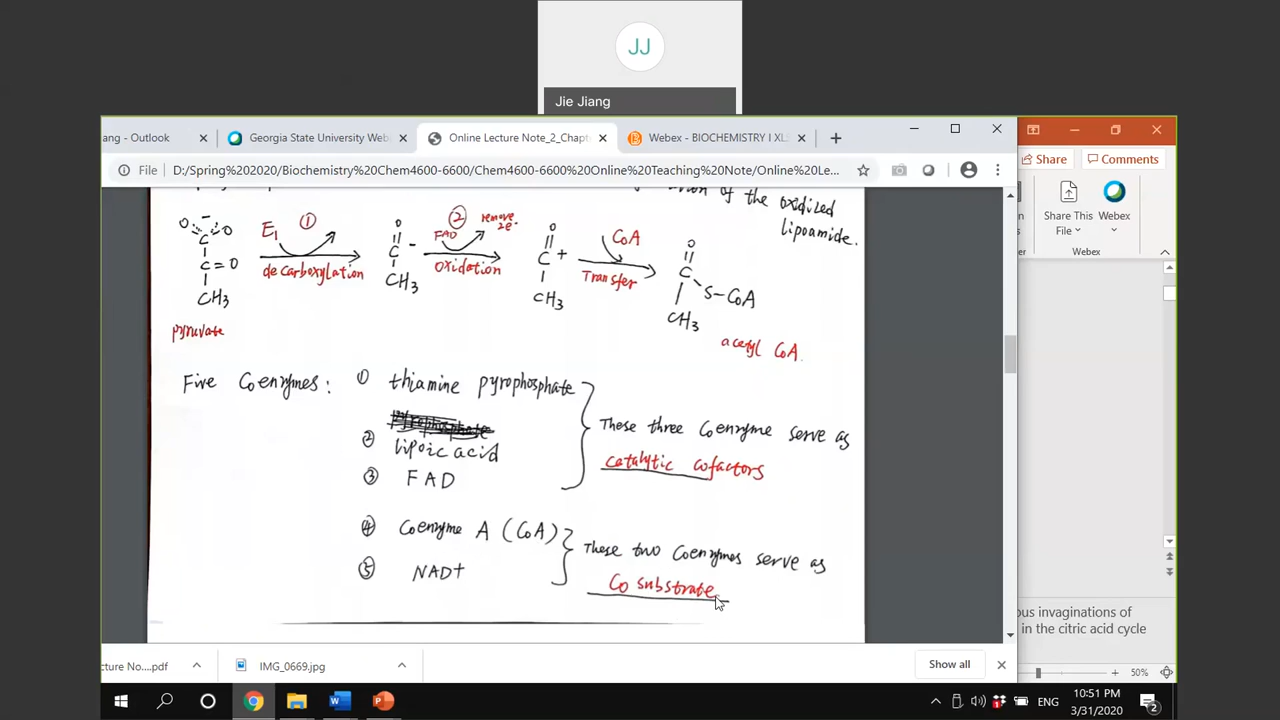 JJ
Jie Jiang
ang - Outlook
Georgia State University Web
Online Lecture Note_2_Chapt
Webex - BIOCHEMISTRY I XLS
File
D:/Spring%202020/Biochemistry%20Class/Chem4600-6600/Chem4600-6600%20Online%20Teaching%20Note/Online%20Le...
Share
Comments
Share This File
Webex
Webex
of the oxidized
lipoamide.
E1 ① ② FAD remove 2e-
CoA
decarboxylation
oxidation
Transfer
O O O O O
C C C C
C=O - + S-CoA
CH3 CH3 CH3 CH3
pyruvate
acetyl CoA.
Five Coenzymes: ① thiamine pyrophosphate
② lipoic acid
③ FAD
These three Coenzyme serve as
catalytic cofactors
④ Coenzyme A (CoA)
⑤ NAD+
These two Coenzymes serve as
Co substrate
ous invaginations of
in the citric acid cycle
cture No....pdf
IMG_0669.jpg
Show all
50%
ENG
10:51 PM
3/31/2020
2